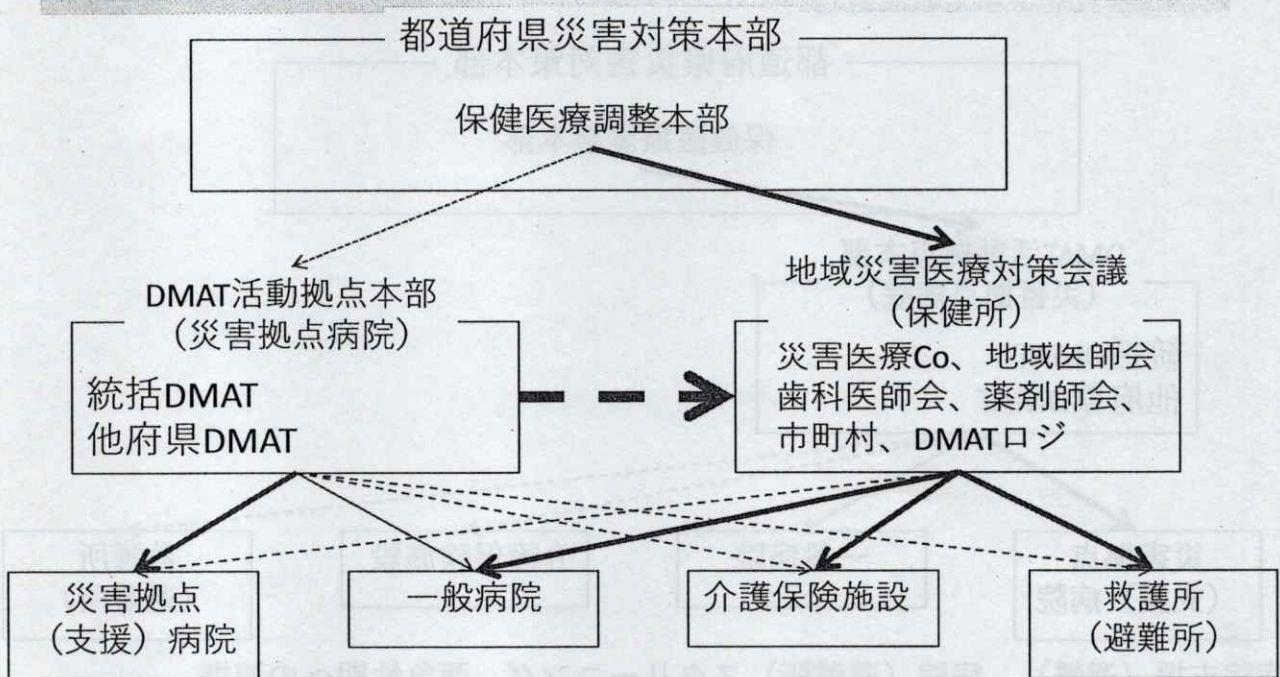 都道府県災害対策本部
保健医療調整本部
DMAT活動拠点本部
（災害拠点病院）
統括DMAT
他府県DMAT
地域災害医療対策会議
（保健所）
災害医療Co、地域医師会
歯科医師会、薬剤師会、
市町村、DMATロジ
災害拠点
（支援）病院
一般病院
介護保険施設
救護所
（避難所）